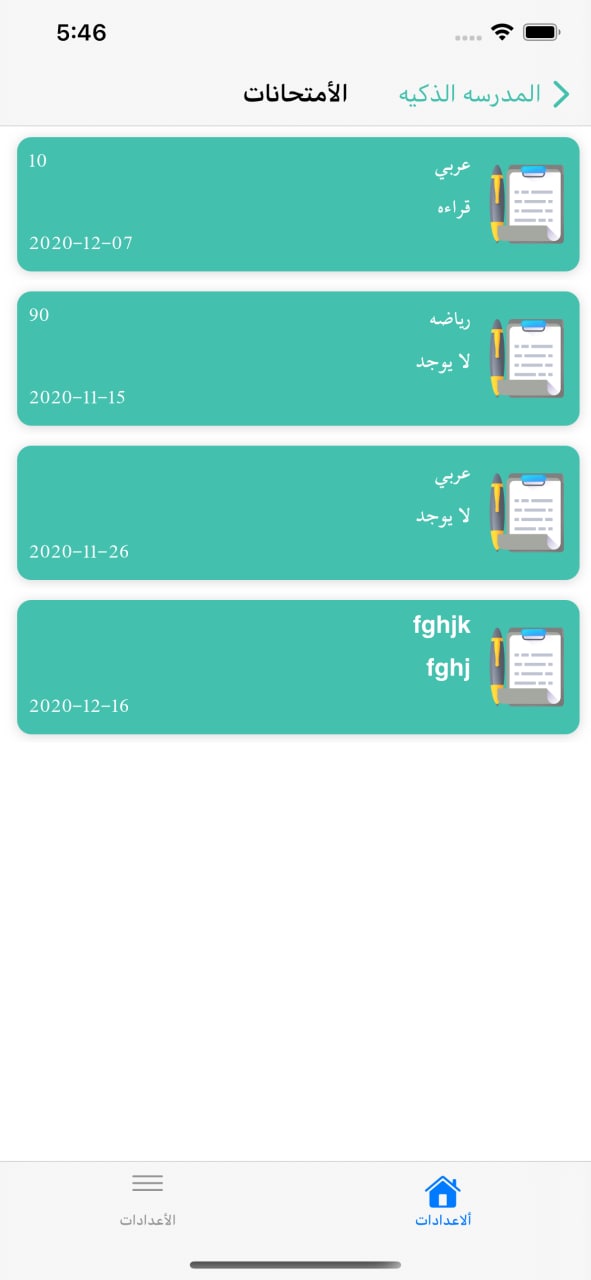 5:46
المدرسه الذكيه
الأمتحانات
عربي
10
قراءه
2020-12-07
رياضه
90
لا يوجد
2020-11-15
عربي
لا يوجد
2020-11-26
fghjk
fghj
2020-12-16
ألاعدادات
الأعدادات